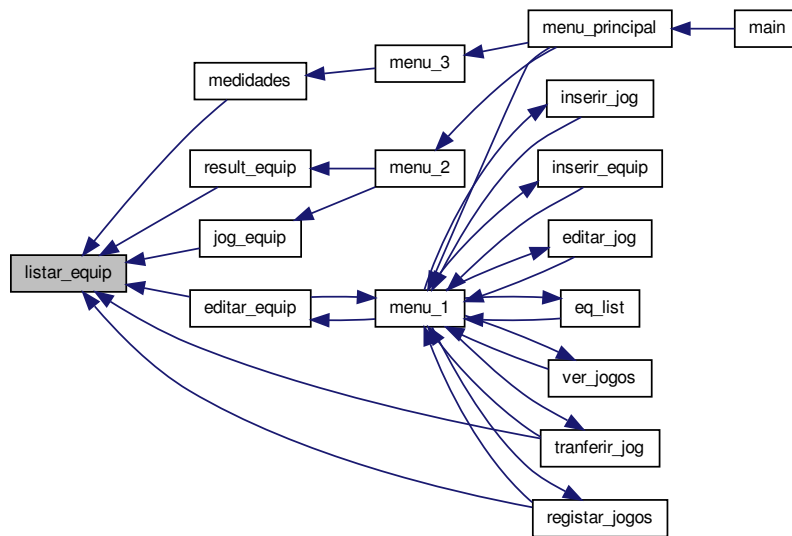 menu_principal
main
menu_3
medidades
inserir_jog
result_equip
menu_2
inserir_equip
jog_equip
editar_jog
listar_equip
editar_equip
menu_1
eq_list
ver_jogos
tranferir_jog
registar_jogos